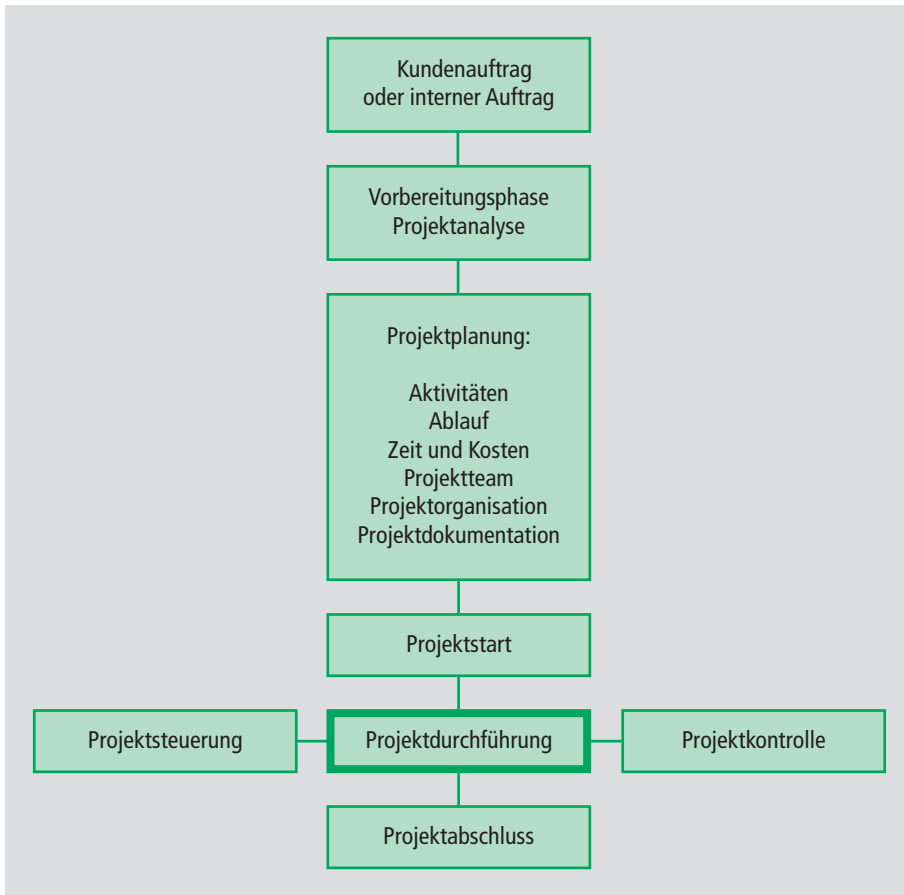 Kundenauftrag
oder interner Auftrag
Vorbereitungsphase
Projektanalyse
Projektplanung:
Aktivitäten
Ablauf
Zeit und Kosten
Projektteam
Projektorganisation
Projektdokumentation
Projektstart
Projektsteuerung
Projektdurchführung
Projektkontrolle
Projektabschluss